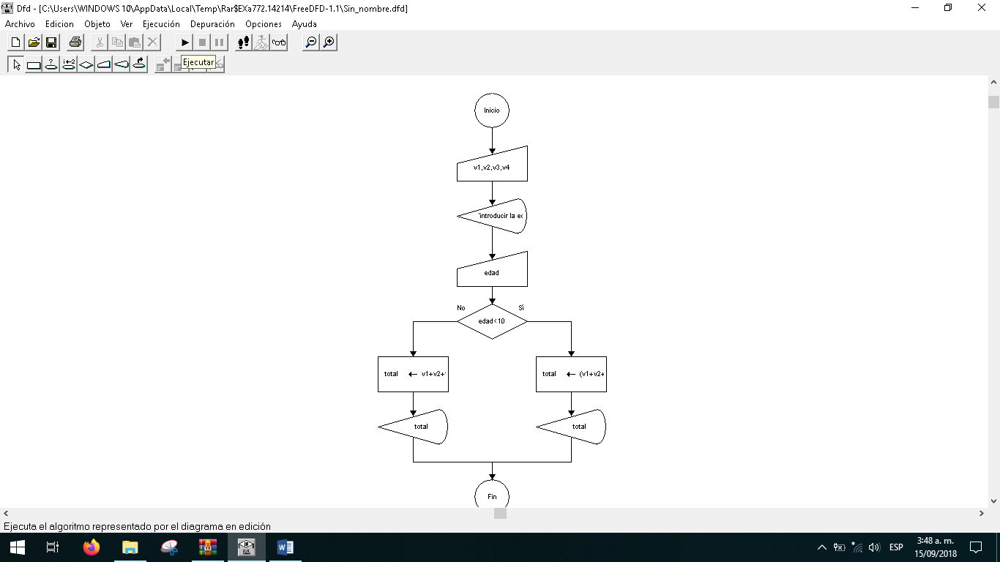 Dfd - [C:\Users\WINDOWS 10\AppData\Local\Temp\Rar$EXa772.14214\FreeDFD-1.1\Sin_nombre.dfd]
Archivo Edicion Objeto Ver Ejecución Depuración Opciones Ayuda
Ejecutar
Inicio
v1,v2,v3,v4
'introducir la ec
edad
No Sí
edad<10
total ← v1+v2+ total ← (v1+v2+
total total
Fin
Ejecuta el algoritmo representado por el diagrama en edición
ESP
3:48 a. m.
15/09/2018